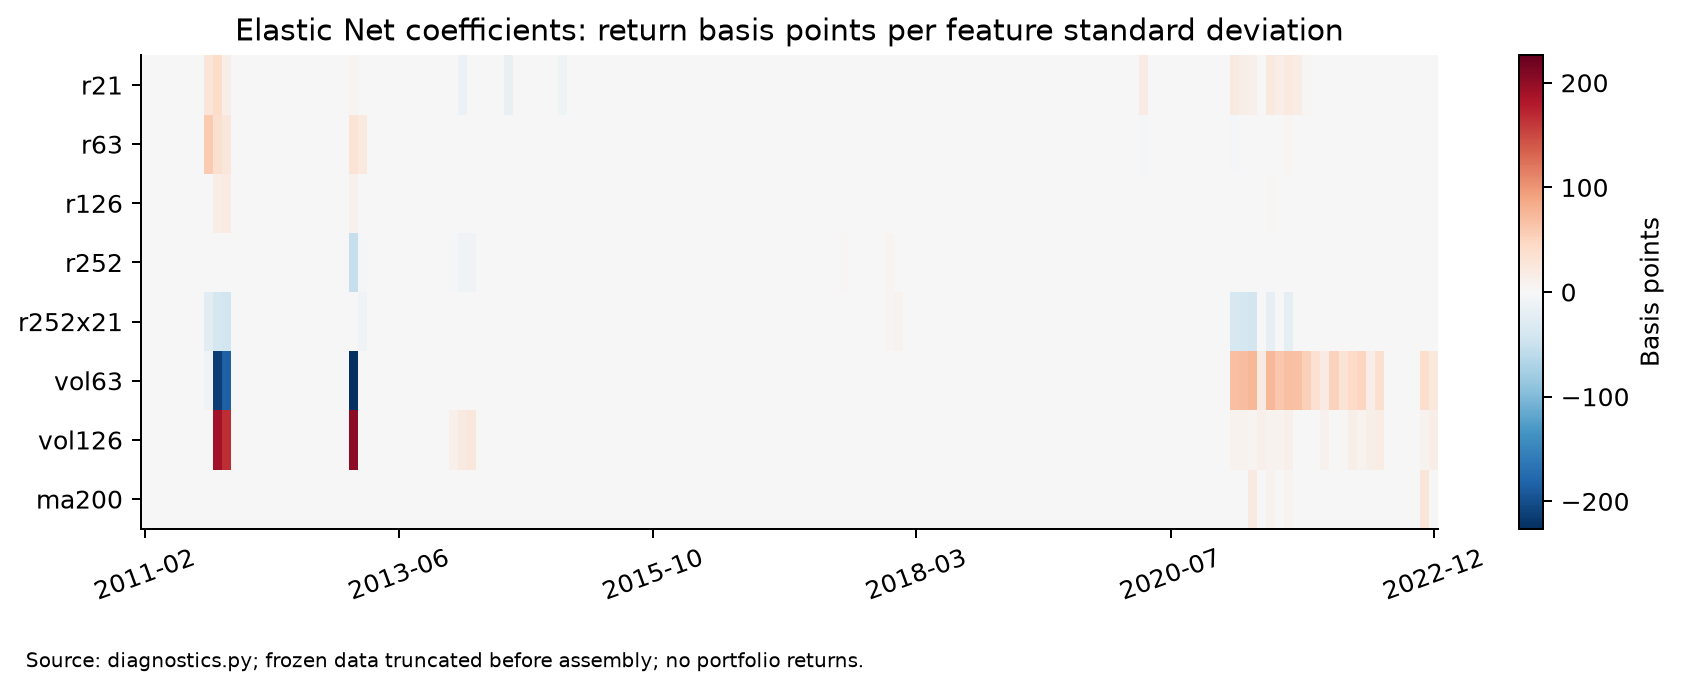 Elastic Net coefficients: return basis points per feature standard deviation
r21
r63
r126
r252
r252x21
vol63
vol126
ma200
2011-02
2013-06
2015-10
2018-03
2020-07
2022-12
200
100
0
−100
−200
Basis points
Source: diagnostics.py; frozen data truncated before assembly; no portfolio returns.